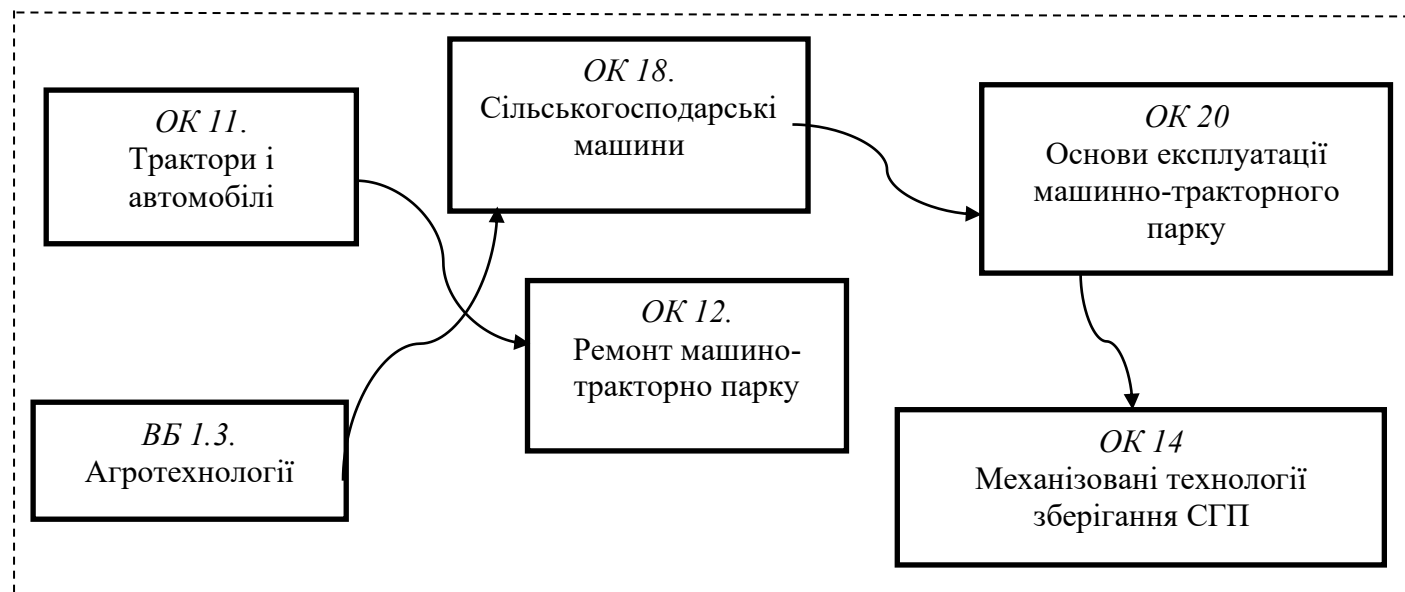 ОК 11.
Трактори і
автомобілі
ОК 18.
Сільськогосподарські
машини
ОК 20
Основи експлуатації
машинно-тракторного
парку
ОК 12.
Ремонт машино-
тракторно парку
ВБ 1.3.
Агротехнології
ОК 14
Механізовані технології
зберігання СГП